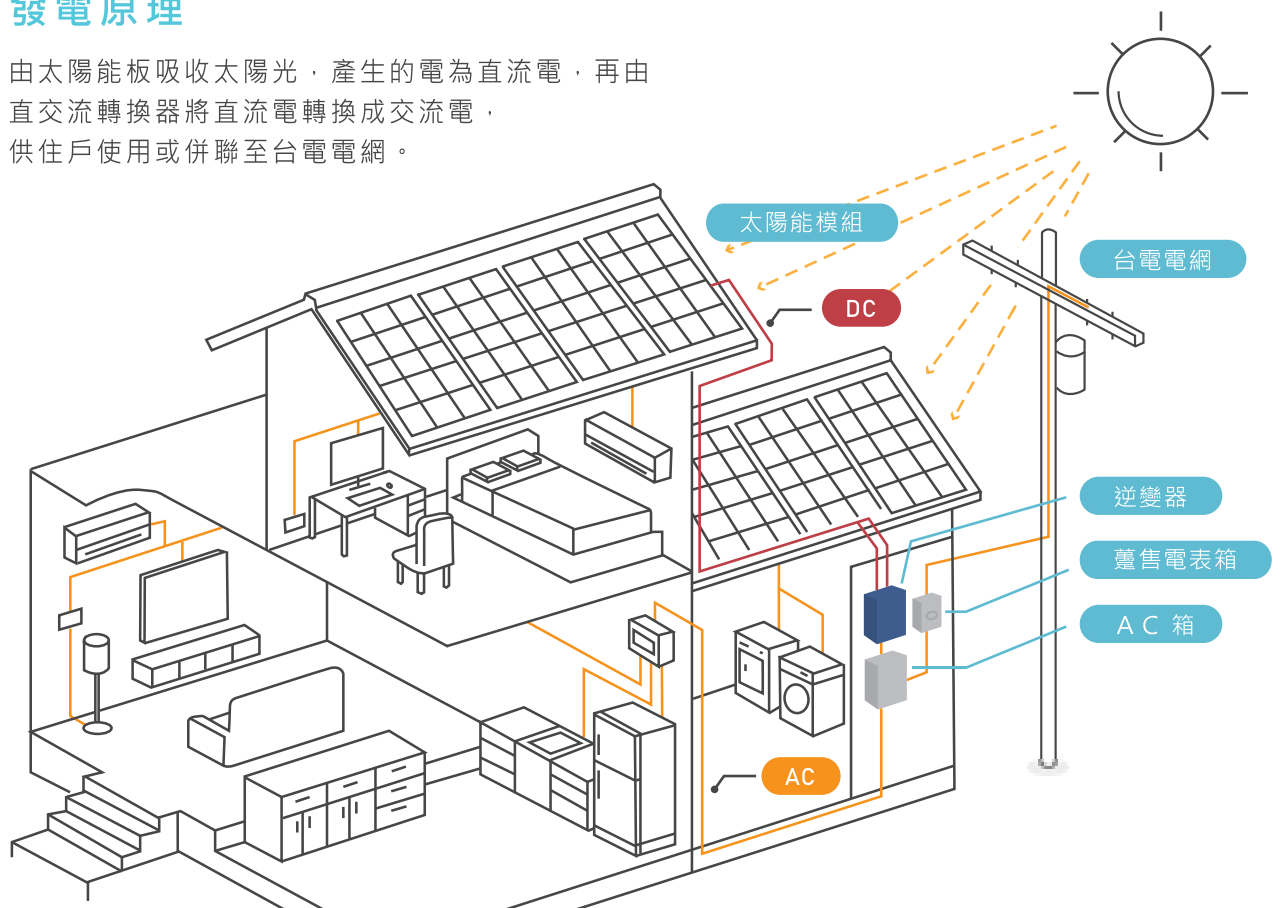 發電原理
由太陽能板吸收太陽光，產生的電為直流電，再由
直交流轉換器將直流電轉換成交流電，
供住戶使用或併聯至台電電網。
太陽能模組
台電電網
DC
逆變器
躉售電表箱
AC箱
AC